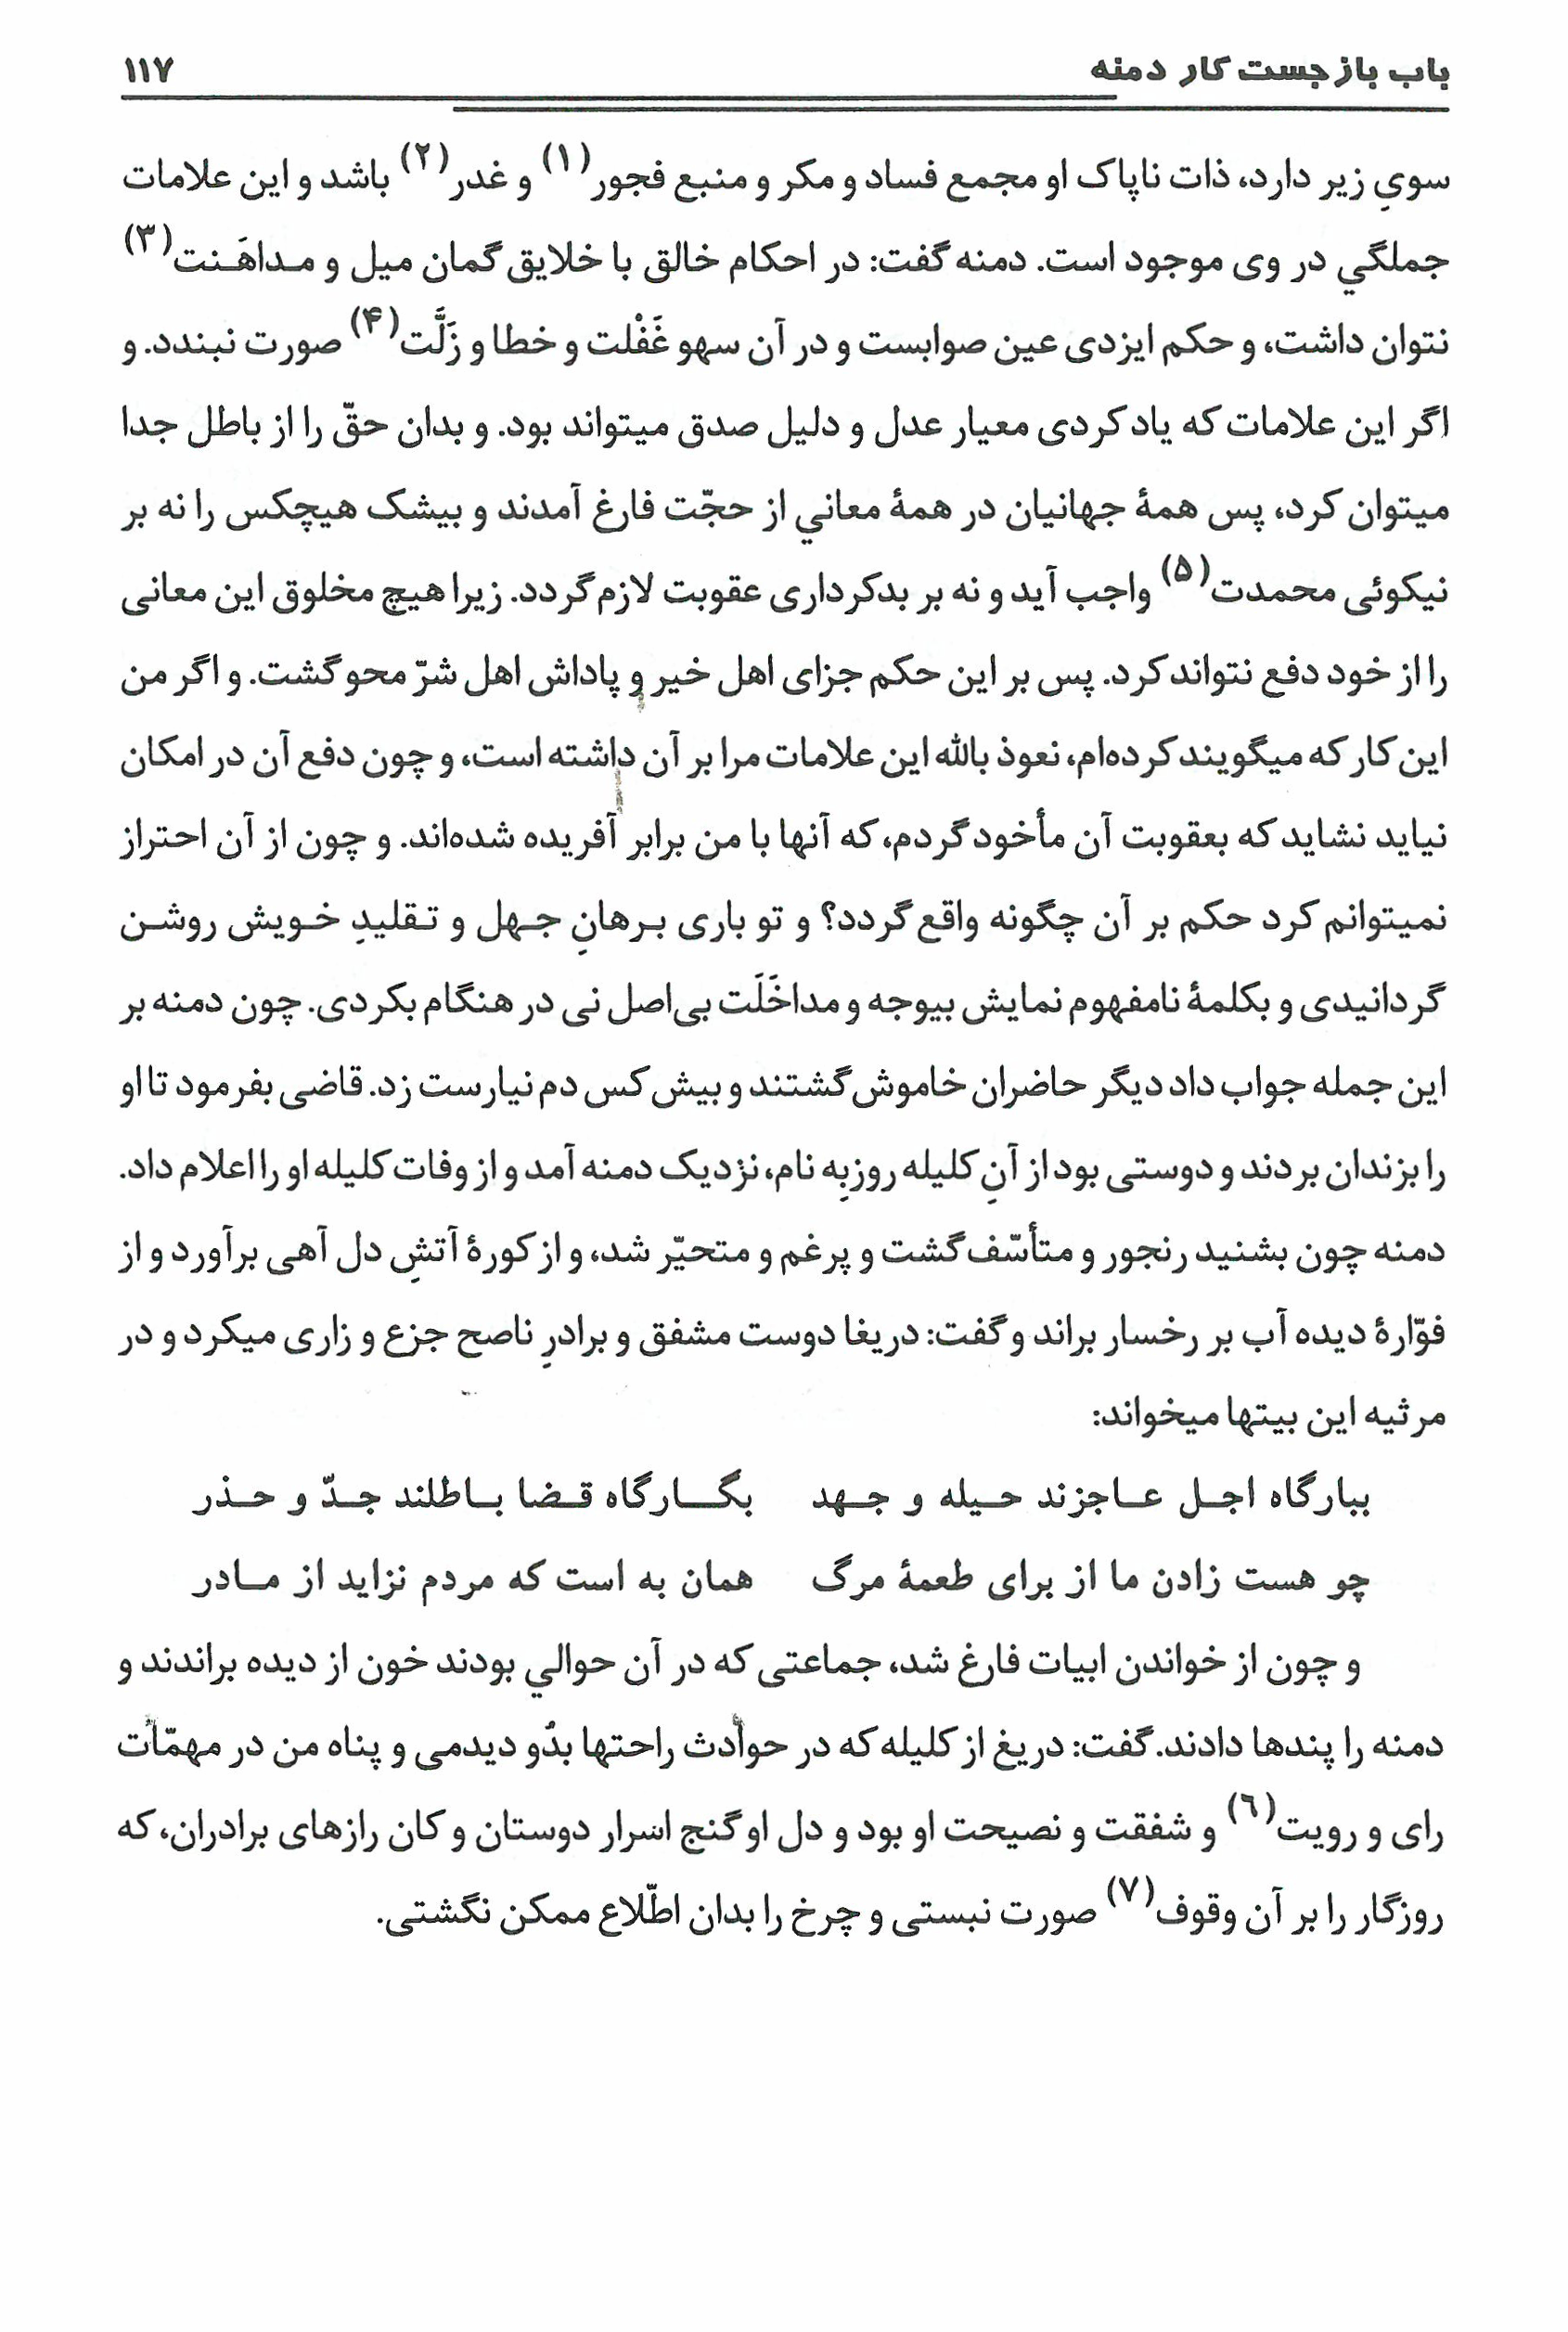 باب بازجست کار دمنه ۱۱۷
سویِ زیر دارد، ذات ناپاک او مجمع فساد و مکر و منبع فجور(۱) و غدر(۲) باشد و این علامات
جملگي در وی موجود است. دمنه گفت: در احکام خالق با خلایق گمان میل و مداهَنت(۳)
نتوان داشت، و حکم ایزدی عین صوابست و در آن سهو غَفْلت و خطا و زَلَّت(۴) صورت نبندد. و
اگر این علامات که یاد کردی معیار عدل و دلیل صدق میتواند بود. و بدان حقّ را از باطل جدا
میتوان کرد، پس همهٔ جهانیان در همهٔ معاني از حجّت فارغ آمدند و بیشک هیچکس را نه بر
نیکوئی محمدت(۵) واجب آید و نه بر بدکرداری عقوبت لازم گردد. زیرا هیچ مخلوق این معانی
را از خود دفع نتواند کرد. پس بر این حکم جزای اهل خیر و پاداش اهل شرّ محو گشت. و اگر من
این کار که میگویند کرده‌ام، نعوذ بالله این علامات مرا بر آن داشته است، و چون دفع آن در امکان
نیاید نشاید که بعقوبت آن مأخود گردم، که آنها با من برابر آفریده شده‌اند. و چون از آن احتراز
نمیتوانم کرد حکم بر آن چگونه واقع گردد؟ و تو باری برهانِ جهل و تقلیدِ خویش روشن
گردانیدی و بکلمهٔ نامفهوم نمایش بیوجه و مداخَلَت بی‌اصل نی در هنگام بکردی. چون دمنه بر
این جمله جواب داد دیگر حاضران خاموش گشتند و بیش کس دم نیارست زد. قاضی بفرمود تا او
را بزندان بردند و دوستی بود از آنِ کلیله روزبِه نام، نزدیک دمنه آمد و از وفات کلیله او را اعلام داد.
دمنه چون بشنید رنجور و متأسّف گشت و پرغم و متحیّر شد، و از کورهٔ آتشِ دل آهی برآورد و از
فوّارهٔ دیده آب بر رخسار براند و گفت: دریغا دوست مشفق و برادرِ ناصح جزع و زاری میکرد و در
مرثیه این بیتها میخواند:
ببارگاه اجل عاجزند حیله و جهد بگارگاه قضا باطلند جدّ و حذر
چو هست زادن ما از برای طعمهٔ مرگ همان به است که مردم نزاید از مادر
و چون از خواندن ابیات فارغ شد، جماعتی که در آن حوالي بودند خون از دیده براندند و
دمنه را پندها دادند. گفت: دریغ از کلیله که در حوادث راحتها بدُو دیدمی و پناه من در مهمّات
رای و رویت(٦) و شفقت و نصیحت او بود و دل او گنج اسرار دوستان و کان رازهای برادران، که
روزگار را بر آن وقوف(۷) صورت نبستی و چرخ را بدان اطّلاع ممکن نگشتی.